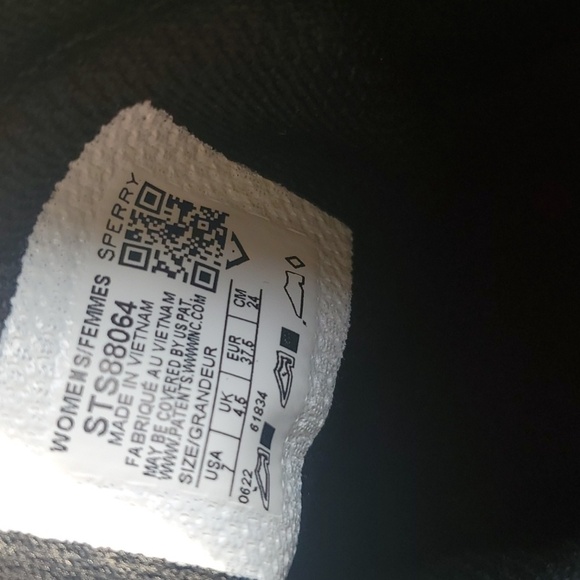 SPERRY
WOMENS/FEMMES
STS88064
MADE IN VIETNAM
FABRIQUÉ AU VIETNAM
MAY BE COVERED BY US PAT.
WWW.PATENTS.WWWINC.COM
SIZE/GRANDEUR
USA UK EUR CM
7 4.5 37.5 24
0622 61834